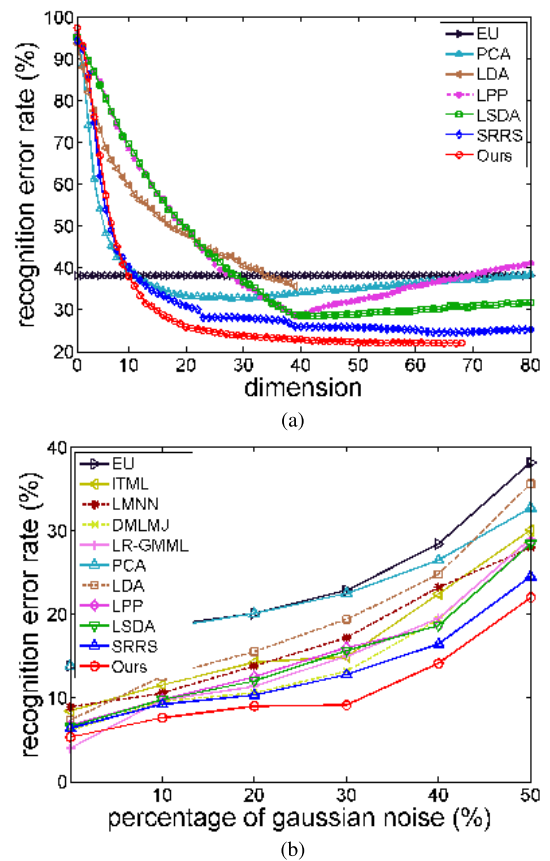 100
90
80
70
60
50
40
30
20
recognition error rate (%)
0
10
20
30
40
50
60
70
80
dimension
EU
PCA
LDA
LPP
LSDA
SRRS
Ours
(a)
40
30
20
10
0
recognition error rate (%)
EU
ITML
LMNN
DMLMJ
LR-GMML
PCA
LDA
LPP
LSDA
SRRS
Ours
10
20
30
40
50
percentage of gaussian noise (%)
(b)